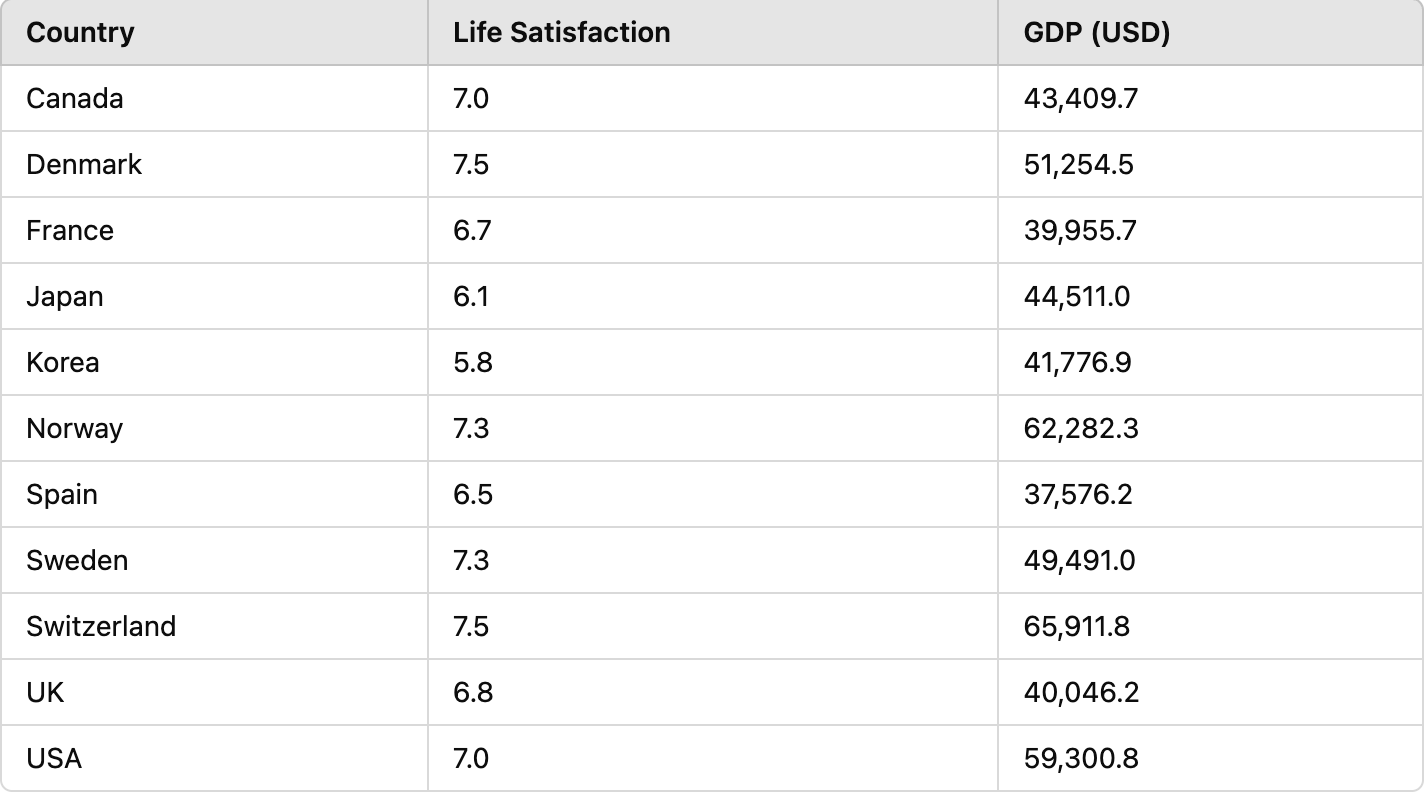 Country Life Satisfaction GDP (USD)
Canada 7.0 43,409.7
Denmark 7.5 51,254.5
France 6.7 39,955.7
Japan 6.1 44,511.0
Korea 5.8 41,776.9
Norway 7.3 62,282.3
Spain 6.5 37,576.2
Sweden 7.3 49,491.0
Switzerland 7.5 65,911.8
UK 6.8 40,046.2
USA 7.0 59,300.8